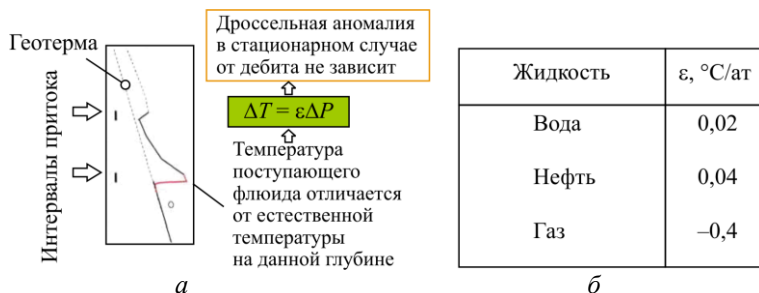 Дроссельная аномалия
в стационарном случае
от дебита не зависит
Геотерма
ΔT = εΔP
Интервалы притока
Температура
поступающего
флюида отличается
от естественной
температуры
на данной глубине
а
Жидкость ε, °С/ат
Вода 0,02
Нефть 0,04
Газ –0,4
б